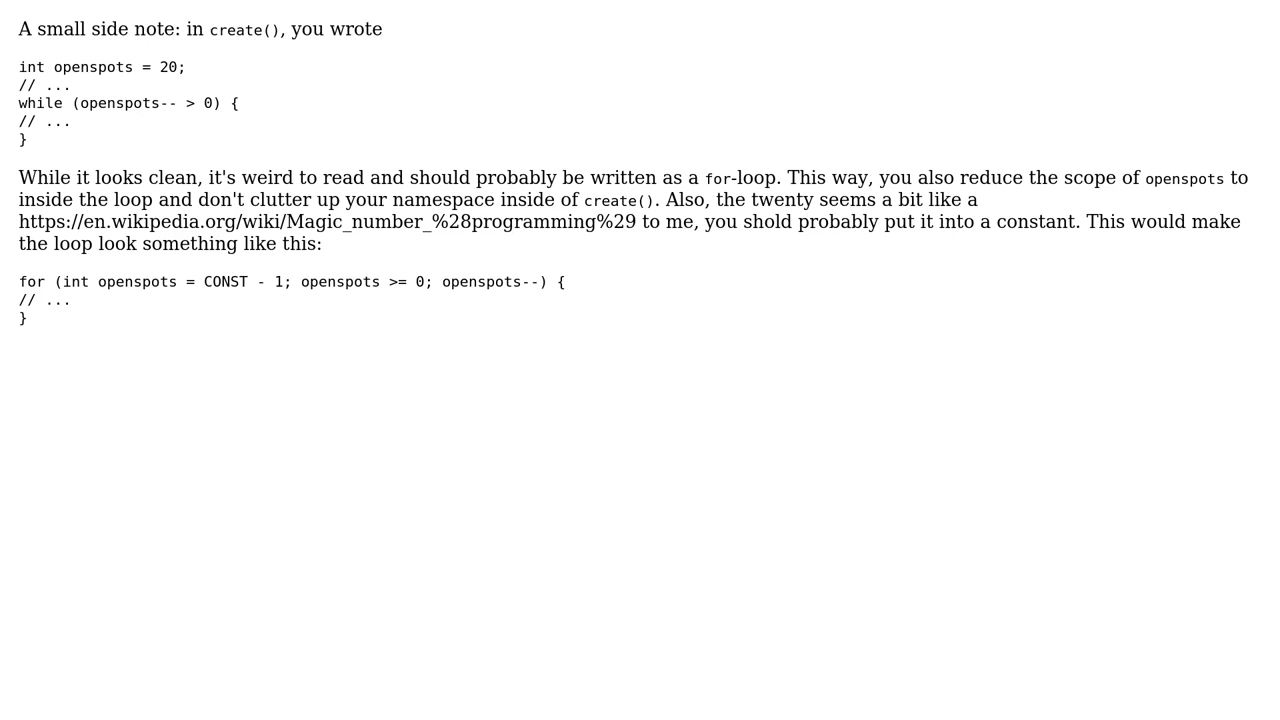 A small side note: in create(), you wrote
int openspots = 20;
// ...
while (openspots-- > 0) {
// ...
}
While it looks clean, it's weird to read and should probably be written as a for-loop. This way, you also reduce the scope of openspots to
inside the loop and don't clutter up your namespace inside of create(). Also, the twenty seems a bit like a
https://en.wikipedia.org/wiki/Magic_number_%28programming%29 to me, you shold probably put it into a constant. This would make
the loop look something like this:
for (int openspots = CONST - 1; openspots >= 0; openspots--) {
// ...
}